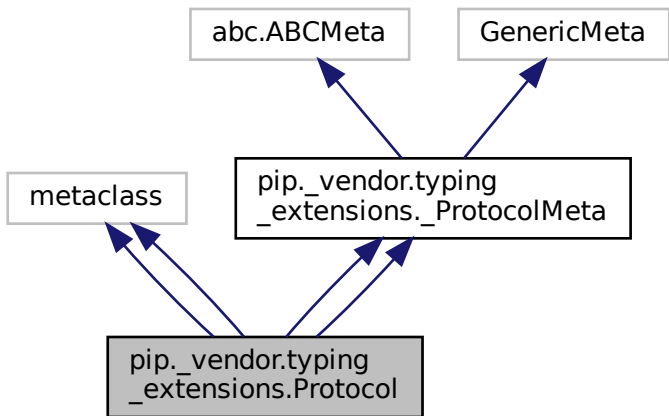 abc.ABCMeta
GenericMeta
metaclass
pip._vendor.typing
_extensions._ProtocolMeta
pip._vendor.typing
_extensions.Protocol